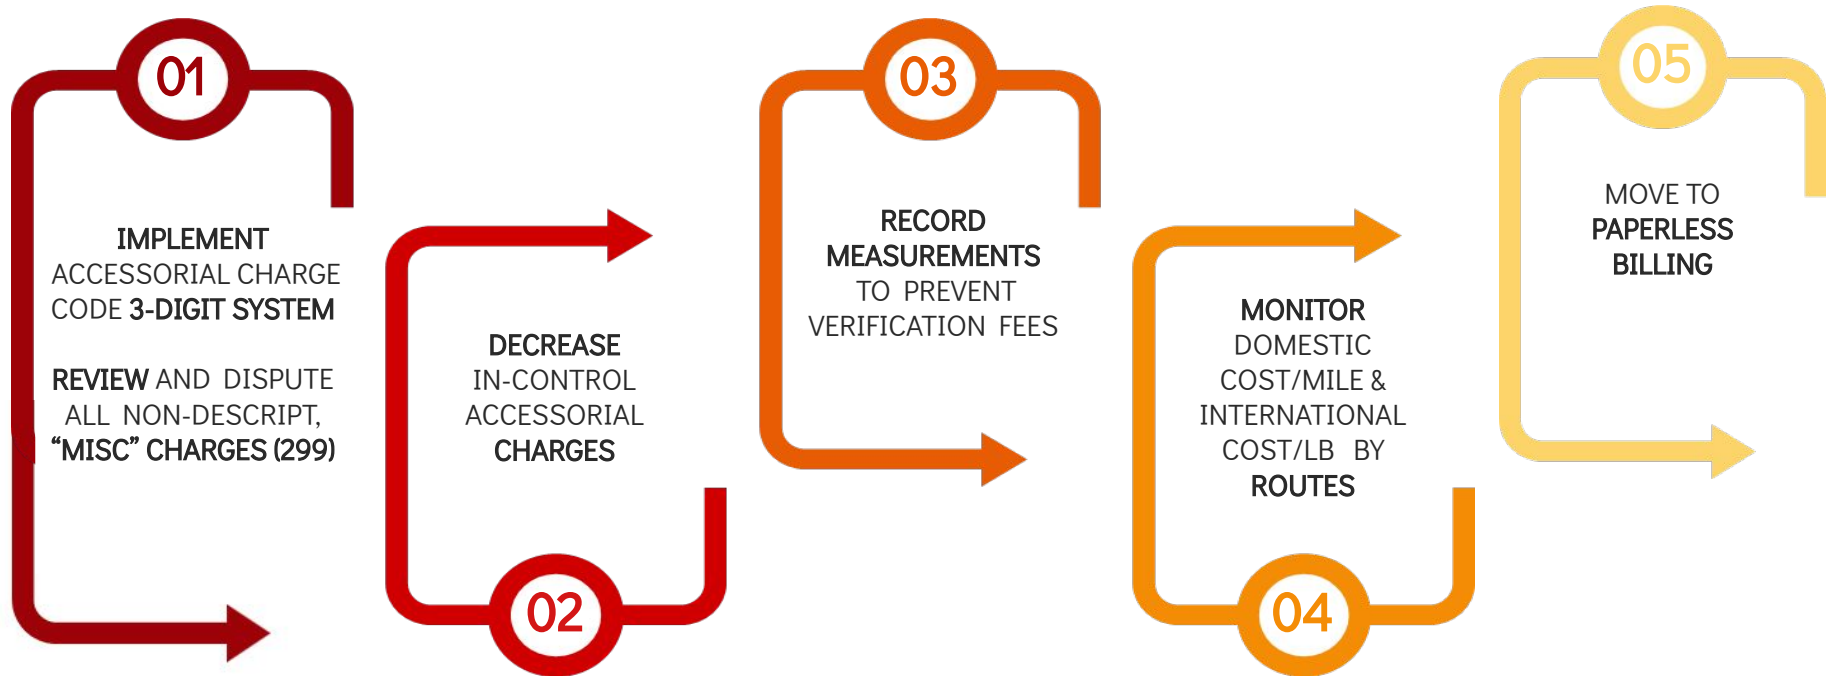 01
IMPLEMENT
ACCESSORIAL CHARGE
CODE 3-DIGIT SYSTEM
REVIEW AND DISPUTE
ALL NON-DESCRIPT,
“MISC” CHARGES (299)
02
DECREASE
IN-CONTROL
ACCESSORIAL
CHARGES
03
RECORD
MEASUREMENTS
TO PREVENT
VERIFICATION FEES
04
MONITOR
DOMESTIC
COST/MILE &
INTERNATIONAL
COST/LB BY
ROUTES
05
MOVE TO
PAPERLESS
BILLING